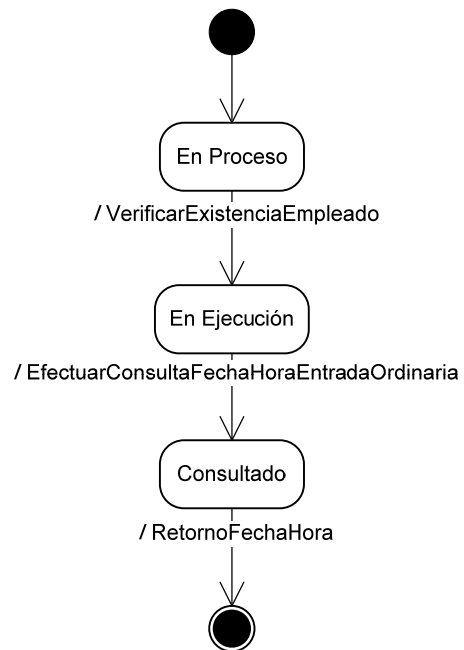 En Proceso
/ VerificarExistenciaEmpleado
En Ejecución
/ EfectuarConsultaFechaHoraEntradaOrdinaria
Consultado
/ RetornoFechaHora